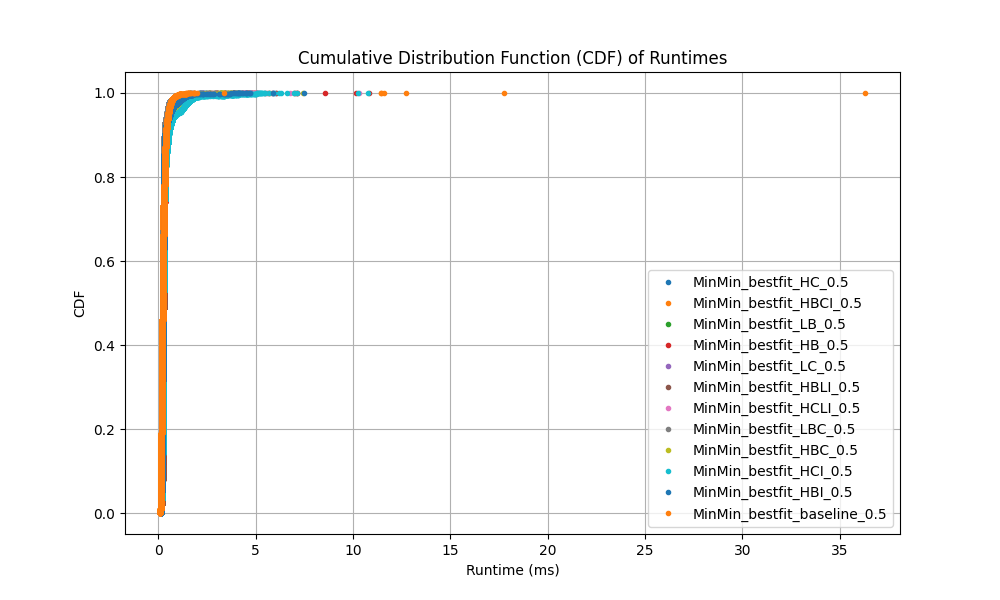 Cumulative Distribution Function (CDF) of Runtimes
CDF
1.0
0.8
0.6
0.4
0.2
0.0
MinMin_bestfit_HC_0.5
MinMin_bestfit_HBCI_0.5
MinMin_bestfit_LB_0.5
MinMin_bestfit_HB_0.5
MinMin_bestfit_LC_0.5
MinMin_bestfit_HBLI_0.5
MinMin_bestfit_HCLI_0.5
MinMin_bestfit_LBC_0.5
MinMin_bestfit_HBC_0.5
MinMin_bestfit_HCI_0.5
MinMin_bestfit_HBI_0.5
MinMin_bestfit_baseline_0.5
0 5 10 15 20 25 30 35
Runtime (ms)